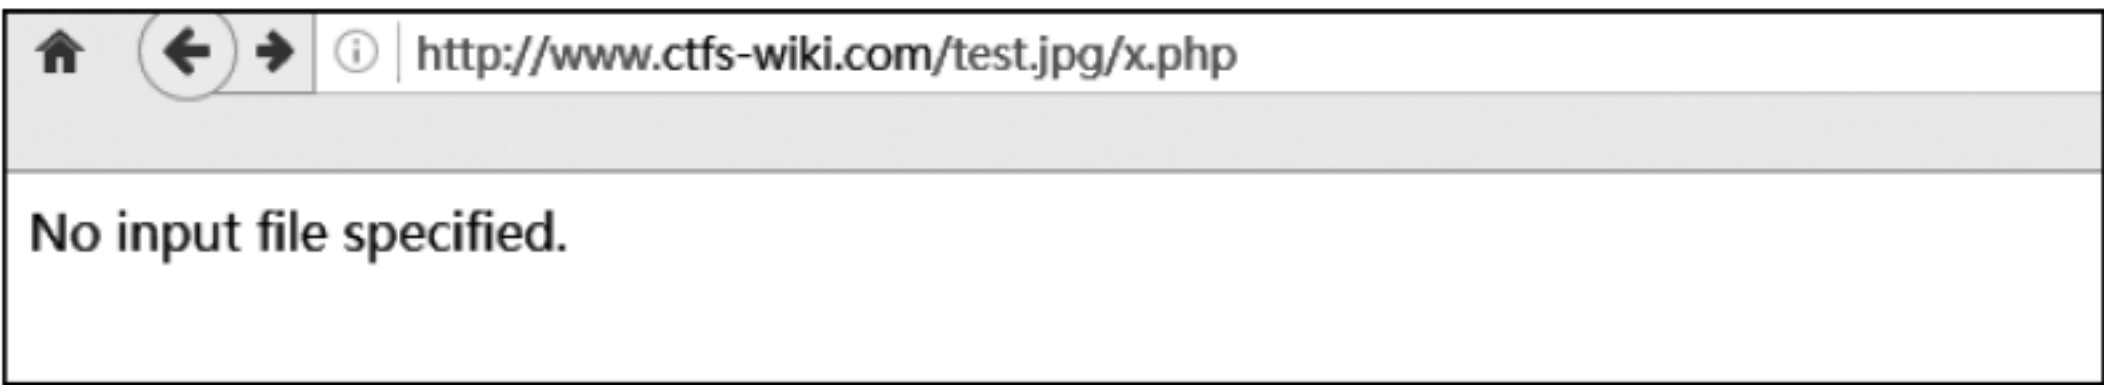 http://www.ctfs-wiki.com/test.jpg/x.php
No input file specified.